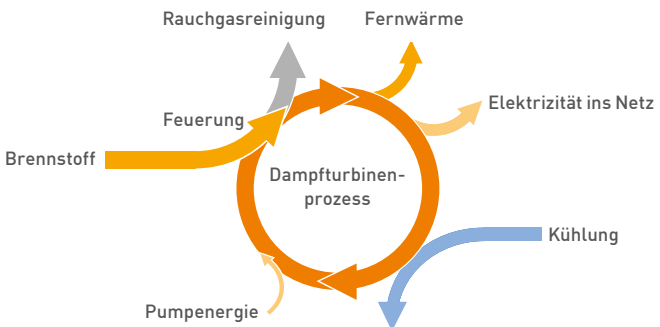 Rauchgasreinigung
Fernwärme
Feuerung
Elektrizität ins Netz
Brennstoff
Dampfturbinen-
prozess
Kühlung
Pumpenergie